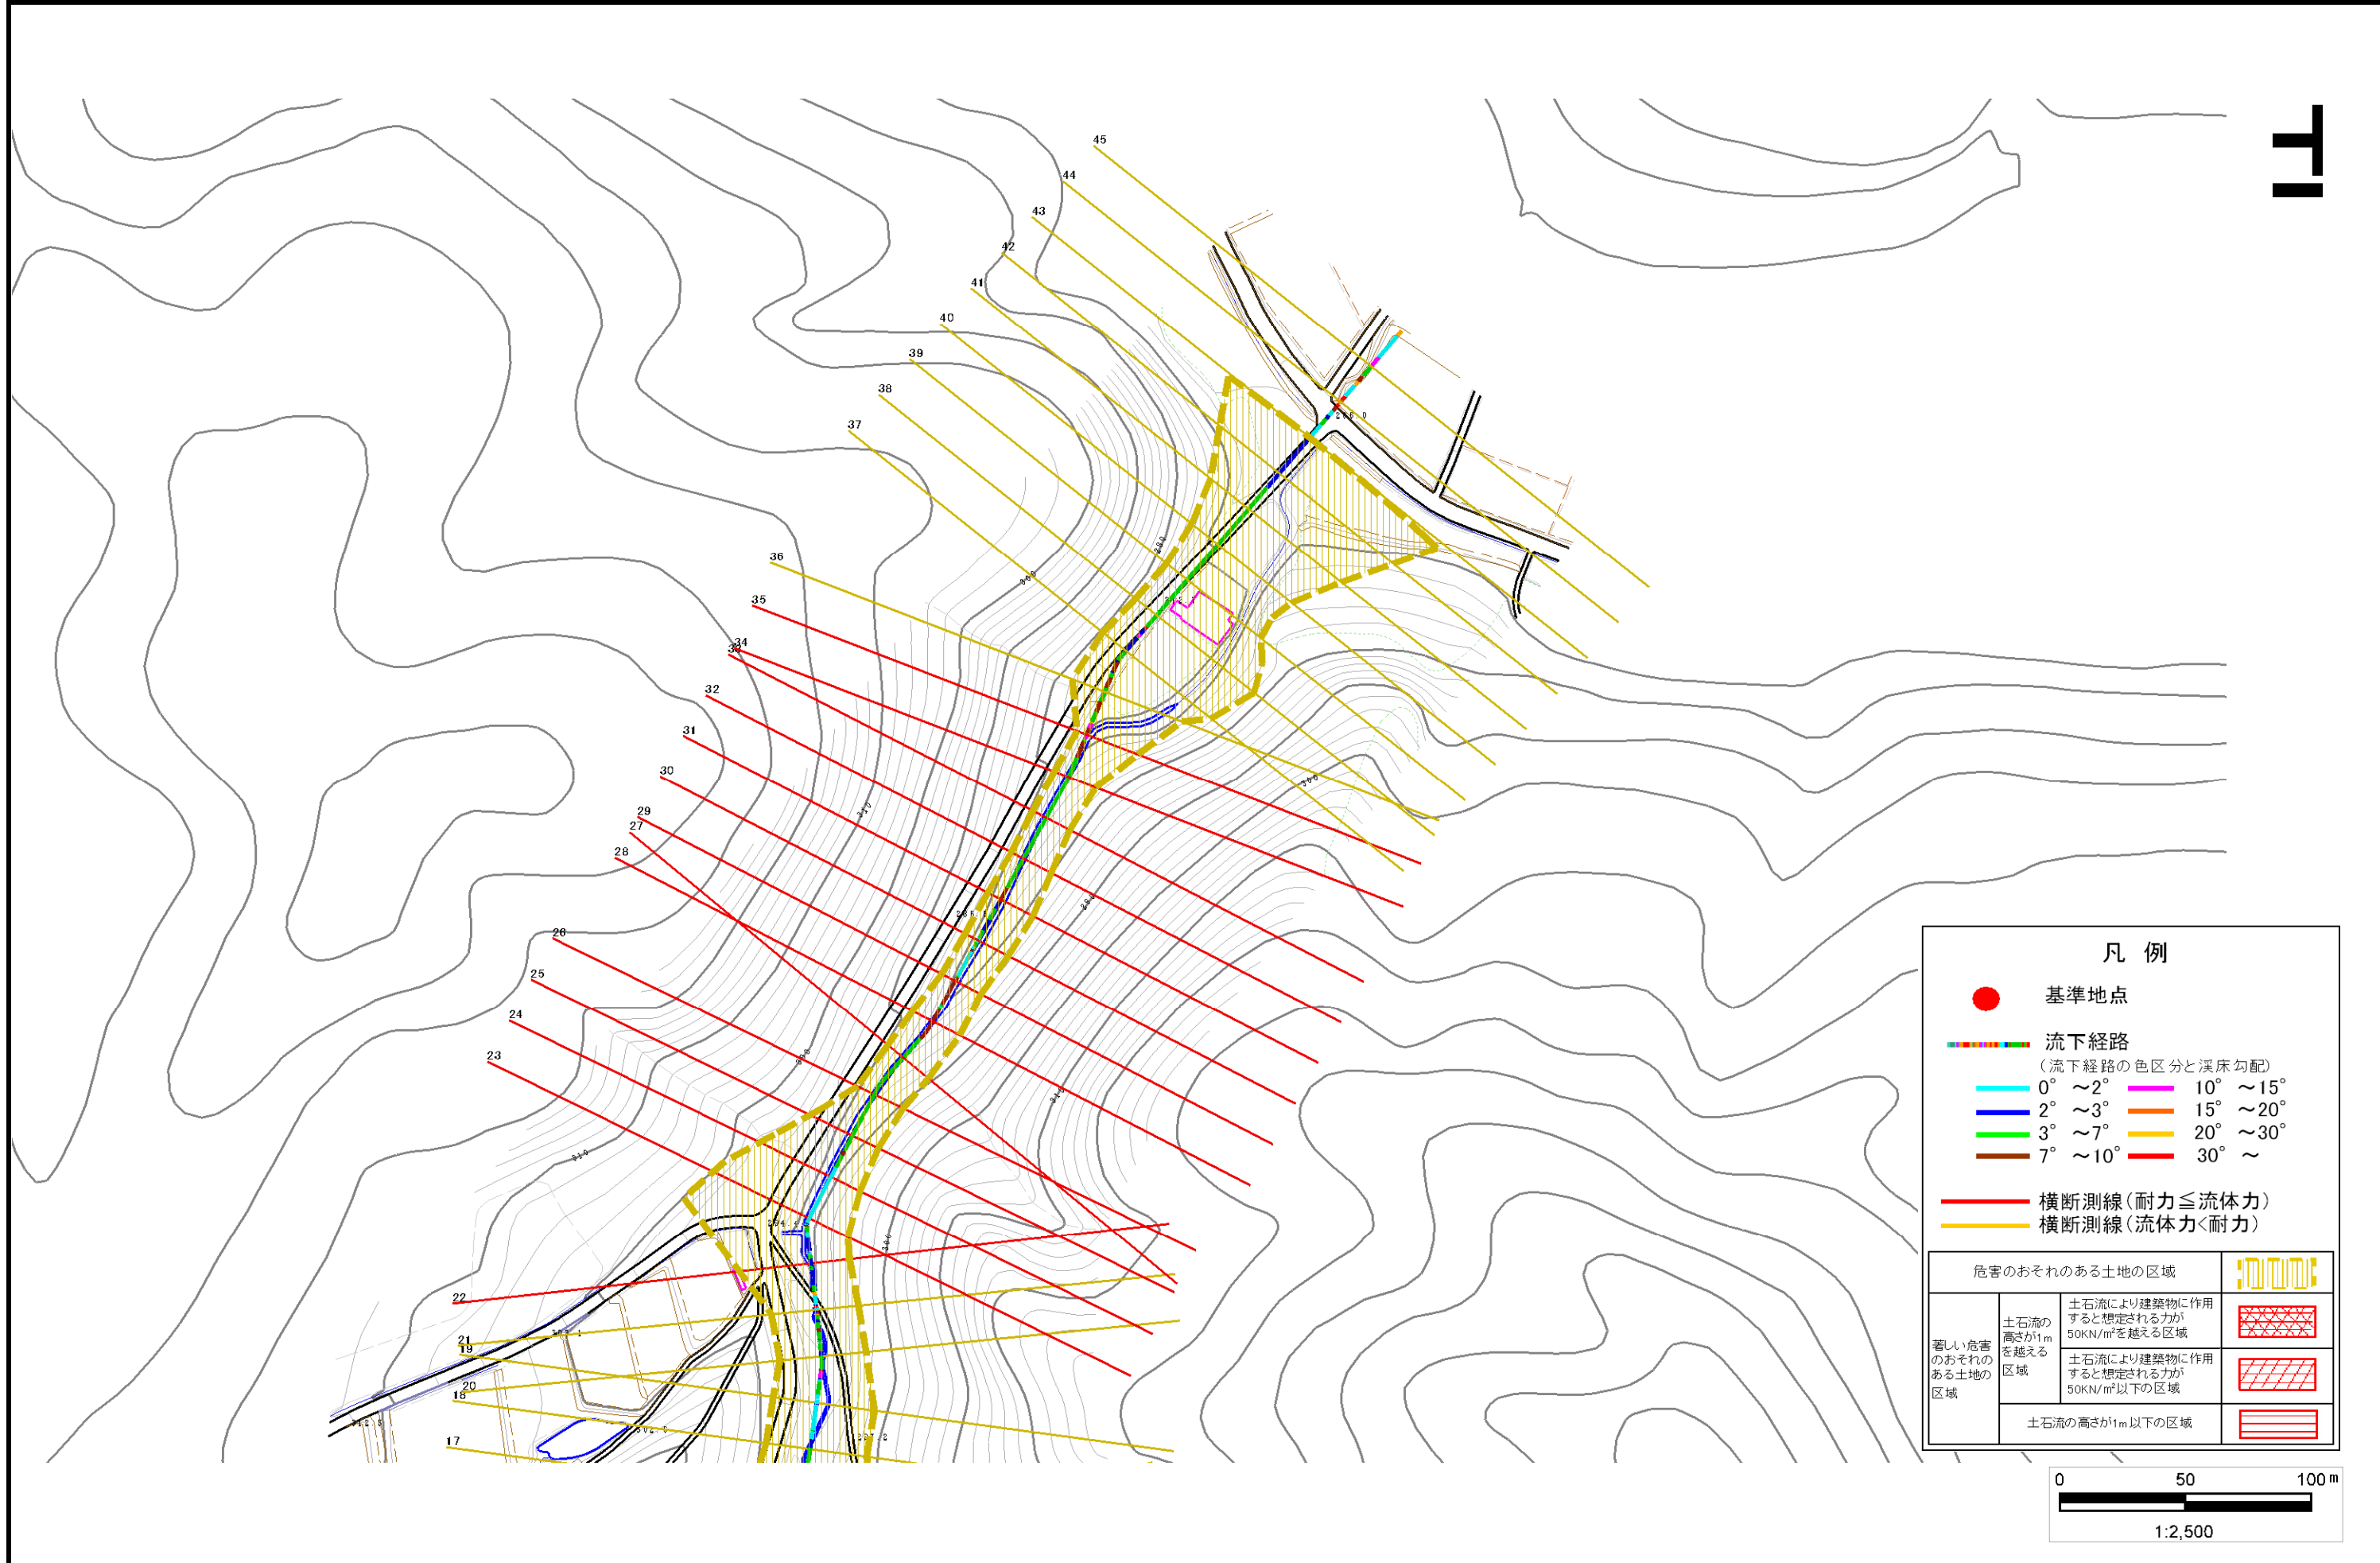 45
44
43
42
41
40
39
38
37
36
35
34
33
32
31
30
29
27
28
26
25
24
23
22
21
19
20
18
17
280
300
310
300
280
300
310
310
300
凡 例
基準地点
流下経路
(流下経路の色区分と渓床勾配)
0° ~2° 10° ~15°
2° ~3° 15° ~20°
3° ~7° 20° ~30°
7° ~10° 30° ~
横断測線(耐力≦流体力)
横断測線(流体力<耐力)
危害のおそれのある土地の区域
著しい危害
のおそれの
ある土地の
区域
土石流の
高さが1m
を越える
区域
土石流により建築物に作用
すると想定される力が
50KN/㎡を越える区域
土石流により建築物に作用
すると想定される力が
50KN/㎡以下の区域
土石流の高さが1m以下の区域
0 50 100m
1:2,500